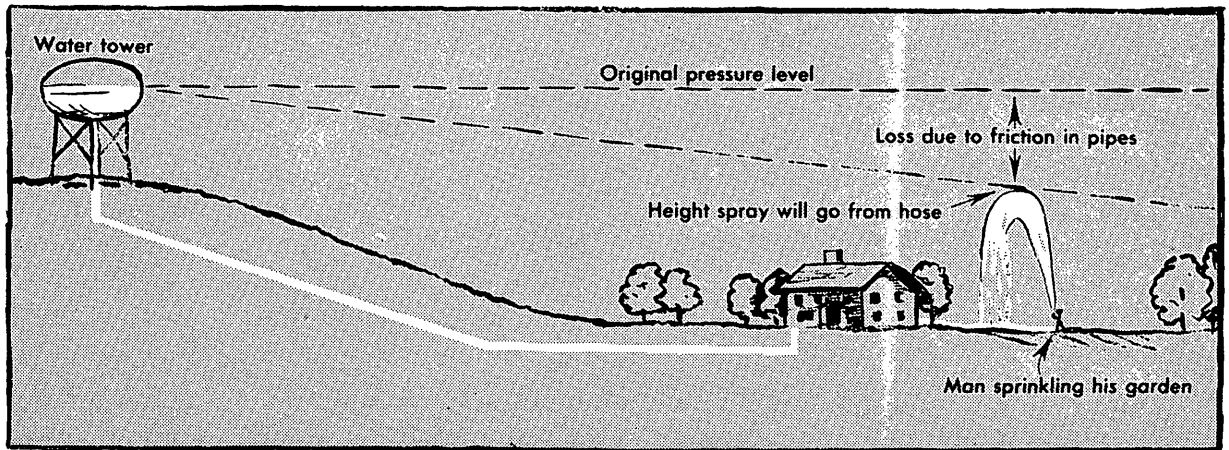 Water tower
Original pressure level
Loss due to friction in pipes
Height spray will go from hose
Man sprinkling his garden